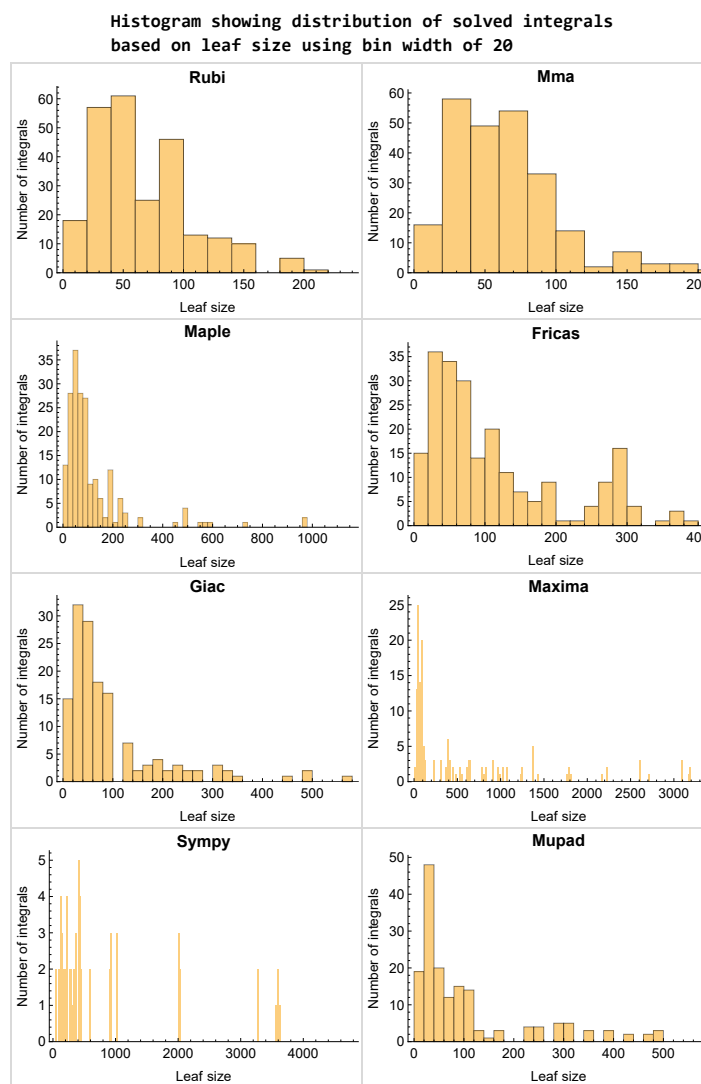 Histogram showing distribution of solved integrals
based on leaf size using bin width of 20
Rubi
Number of integrals
60
50
40
30
20
10
0
0 50 100 150 200
Leaf size
Mma
Number of integrals
60
50
40
30
20
10
0
0 50 100 150 200
Leaf size
Maple
Number of integrals
35
30
25
20
15
10
5
0
0 200 400 600 800 1000
Leaf size
Fricas
Number of integrals
35
30
25
20
15
10
5
0
0 100 200 300 400
Leaf size
Giac
Number of integrals
30
25
20
15
10
5
0
0 100 200 300 400 500
Leaf size
Maxima
Number of integrals
25
20
15
10
5
0
0 500 1000 1500 2000 2500 3000
Leaf size
Sympy
Number of integrals
5
4
3
2
1
0
0 1000 2000 3000 4000
Leaf size
Mupad
Number of integrals
50
40
30
20
10
0
0 100 200 300 400 500
Leaf size